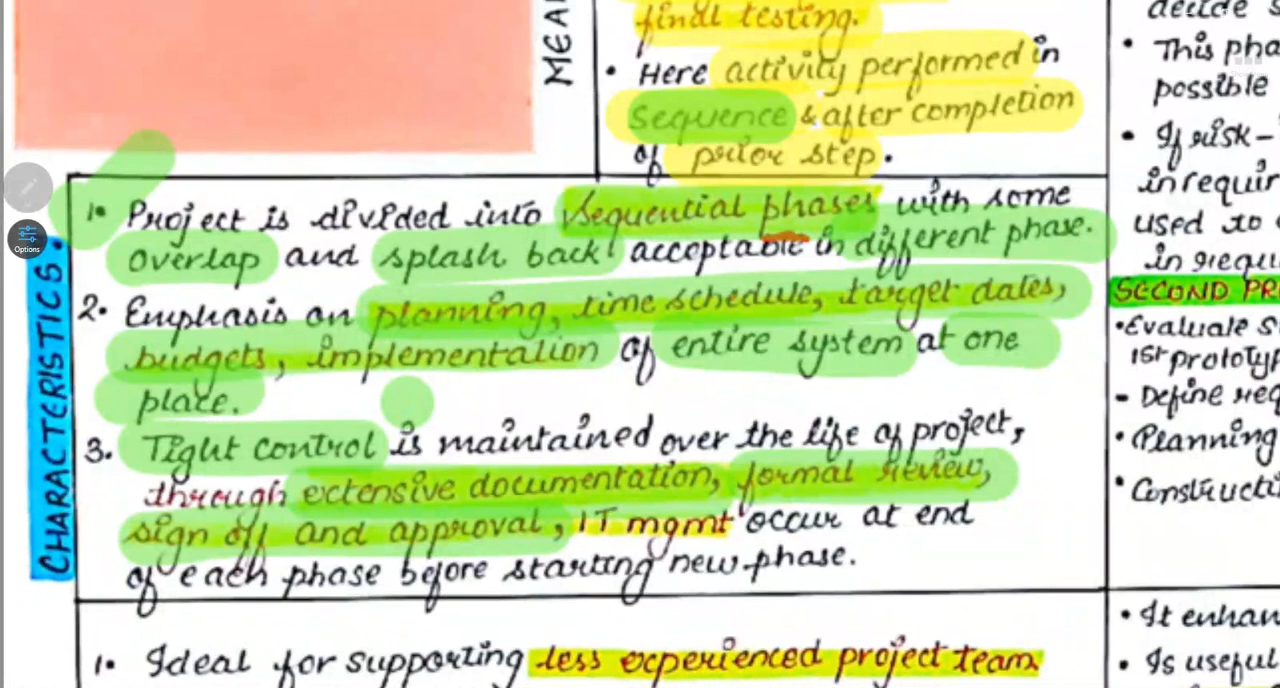 MEA
final testing.
• Here activity performed in
Sequence & after completion
of prior step.
CHARACTERISTICS.
1• Project is divided into sequential phases with some
overlap and splash back acceptable in different phase.
2• Emphasis on planning, time schedule, target dates,
budgets, implementation of entire system at one
place.
3. Tight control is maintained over the life of project,
through extensive documentation, formal review,
sign off and approval, IT mgmt occur at end
of each phase before starting new phase.
1• Ideal for supporting less experienced project team
decide s
• This pha
possible
• If risk-
in requir
used to
in requ
SECOND PR
• Evaluate s
1st prototyp
- Define req
• Planning
• Constructi
• It enhan
• Is useful
Options